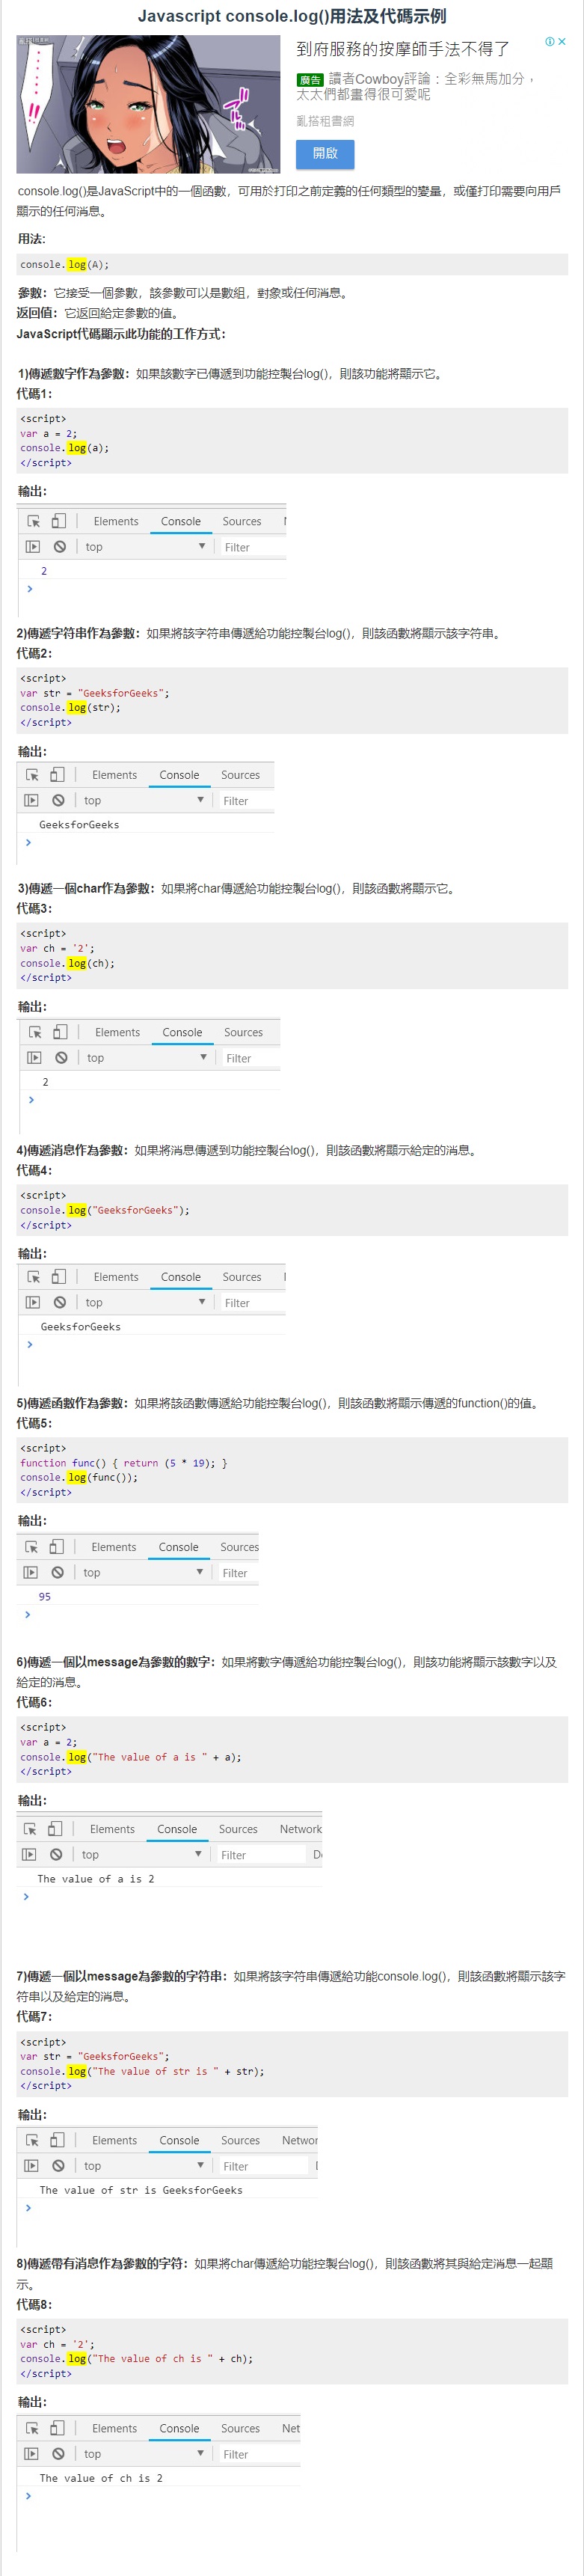 Javascript console.log()用法及代碼示例
到府服務的按摩師手法不得了
廣告 讀者Cowboy評論：全彩無馬加分，
太太們都畫得很可愛呢
亂搭租書網
開啟
console.log()是JavaScript中的一個函數，可用於打印之前定義的任何類型的變量，或僅打印需要向用戶
顯示的任何消息。
用法:
console.log(A);
參數：它接受一個參數，該參數可以是數組，對象或任何消息。
返回值：它返回給定參數的值。
JavaScript代碼顯示此功能的工作方式：
1)傳遞數字作為參數：如果該數字已傳遞到功能控製台log()，則該功能將顯示它。
代碼1：
<script>
var a = 2;
console.log(a);
</script>
輸出：
Elements Console Sources
top Filter
2
2)傳遞字符串作為參數：如果將該字符串傳遞給功能控製台log()，則該函數將顯示該字符串。
代碼2：
<script>
var str = "GeeksforGeeks";
console.log(str);
</script>
輸出：
Elements Console Sources
top Filter
GeeksforGeeks
3)傳遞一個char作為參數：如果將char傳遞給功能控製台log()，則該函數將顯示它。
代碼3：
<script>
var ch = '2';
console.log(ch);
</script>
輸出：
Elements Console Sources
top Filter
2
4)傳遞消息作為參數：如果將消息傳遞到功能控製台log()，則該函數將顯示給定的消息。
代碼4：
<script>
console.log("GeeksforGeeks");
</script>
輸出：
Elements Console Sources
top Filter
GeeksforGeeks
5)傳遞函數作為參數：如果將該函數傳遞給功能控製台log()，則該函數將顯示傳遞的function()的值。
代碼5：
<script>
function func() { return (5 * 19); }
console.log(func());
</script>
輸出：
Elements Console Sources
top Filter
95
6)傳遞一個以message為參數的數字：如果將數字傳遞給功能控製台log()，則該功能將顯示該數字以及
給定的消息。
代碼6：
<script>
var a = 2;
console.log("The value of a is " + a);
</script>
輸出：
Elements Console Sources Network
top Filter
The value of a is 2
7)傳遞一個以message為參數的字符串：如果將該字符串傳遞給功能console.log()，則該函數將顯示該字
符串以及給定的消息。
代碼7：
<script>
var str = "GeeksforGeeks";
console.log("The value of str is " + str);
</script>
輸出：
Elements Console Sources Networ
top Filter
The value of str is GeeksforGeeks
8)傳遞帶有消息作為參數的字符：如果將char傳遞給功能控製台log()，則該函數將其與給定消息一起顯
示。
代碼8：
<script>
var ch = '2';
console.log("The value of ch is " + ch);
</script>
輸出：
Elements Console Sources Net
top Filter
The value of ch is 2